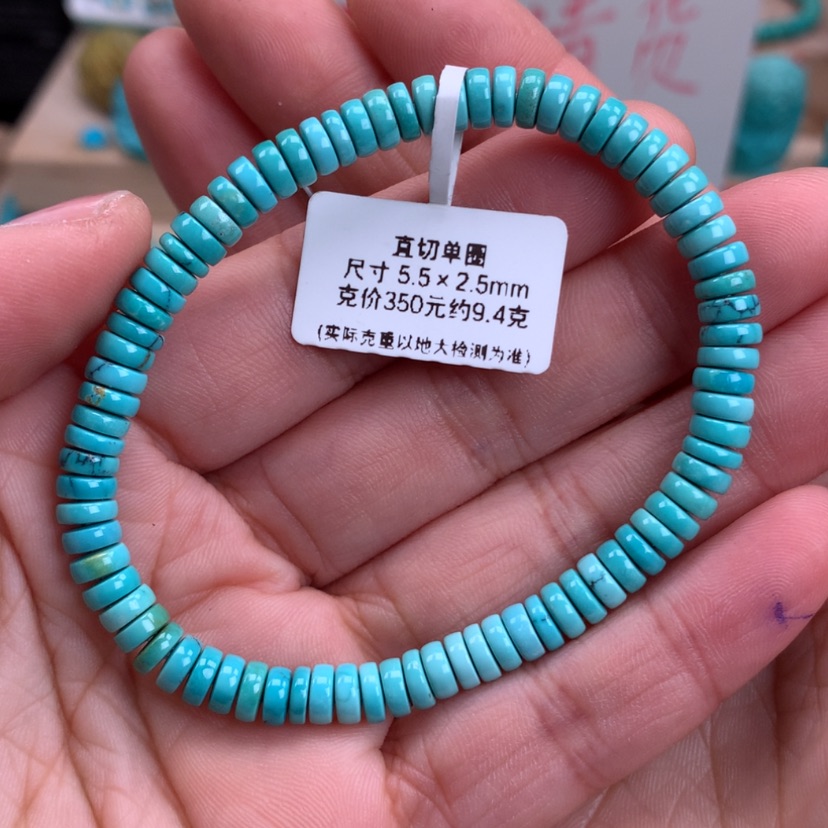 直切单圈
尺寸 5.5×2.5mm
克价350元约9.4克
(实际克重以地大检测为准)